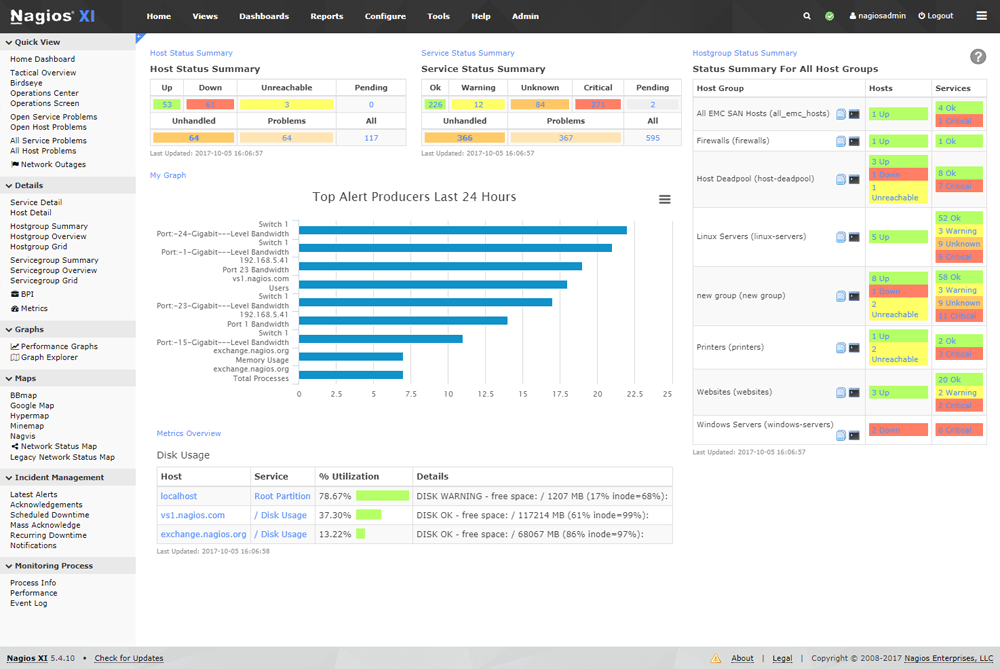 Nagios XI Home Views Dashboards Reports Configure Tools Help Admin nagiosadmin Logout
Quick View
Home Dashboard
Tactical Overview
Birdseye
Operations Center
Operations Screen
Open Service Problems
Open Host Problems
All Service Problems
All Host Problems
Network Outages
Details
Service Detail
Host Detail
Hostgroup Summary
Hostgroup Overview
Hostgroup Grid
Servicegroup Summary
Servicegroup Overview
Servicegroup Grid
BPI
Metrics
Graphs
Performance Graphs
Graph Explorer
Maps
BBmap
Google Map
Hypermap
Minemap
Nagvis
Network Status Map
Legacy Network Status Map
Incident Management
Latest Alerts
Acknowledgements
Scheduled Downtime
Mass Acknowledge
Recurring Downtime
Notifications
Monitoring Process
Process Info
Performance
Event Log
Host Status Summary
Host Status Summary
Up Down Unreachable Pending
53 61 3 0
Unhandled Problems All
64 64 117
Last Updated: 2017-10-05 16:06:57
Service Status Summary
Service Status Summary
Ok Warning Unknown Critical Pending
226 12 84 271 2
Unhandled Problems All
366 367 595
Last Updated: 2017-10-05 16:06:57
My Graph
Top Alert Producers Last 24 Hours
Switch 1
Port:-24-Gigabit---Level Bandwidth
Switch 1
Port:-1-Gigabit---Level Bandwidth
192.168.5.41
Port 23 Bandwidth
vs1.nagios.com
Users
Switch 1
Port:-23-Gigabit---Level Bandwidth
192.168.5.41
Port 1 Bandwidth
Switch 1
Port:-15-Gigabit---Level Bandwidth
exchange.nagios.org
Memory Usage
exchange.nagios.org
Total Processes
0 2.5 5 7.5 10 12.5 15 17.5 20 22.5 25
Metrics Overview
Disk Usage
Host Service % Utilization Details
localhost Root Partition 78.67% DISK WARNING - free space: / 1207 MB (17% inode=68%):
vs1.nagios.com / Disk Usage 37.30% DISK OK - free space: / 117214 MB (61% inode=99%):
exchange.nagios.org / Disk Usage 13.22% DISK OK - free space: / 68067 MB (86% inode=97%):
Last Updated: 2017-10-05 16:06:58
Hostgroup Status Summary
Status Summary For All Host Groups
Host Group Hosts Services
All EMC SAN Hosts (all_emc_hosts) 1 Up 4 Ok
1 Critical
Firewalls (firewalls) 1 Up 1 Ok
Host Deadpool (host-deadpool) 3 Up
1 Down
1
Unreachable
8 Ok
7 Critical
Linux Servers (linux-servers) 5 Up 52 Ok
3 Warning
9 Unknown
Critical
new group (new group) 8 Up
1 Down
2
Unreachable
58 Ok
3 Warning
9 Unknown
11 Critical
Printers (printers) 1 Up
2
Unreachable
2 Ok
3 Critical
Websites (websites) 3 Up 20 Ok
2 Warning
2 Critical
Windows Servers (windows-servers) 2 Down Critical
Last Updated: 2017-10-05 16:06:57
Nagios XI 5.4.10 • Check for Updates About | Legal | Copyright © 2008-2017 Nagios Enterprises, LLC